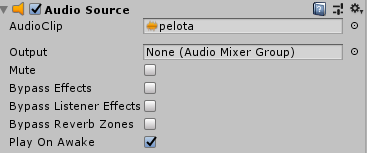 Audio Source
AudioClip pelota
Output None (Audio Mixer Group)
Mute
Bypass Effects
Bypass Listener Effects
Bypass Reverb Zones
Play On Awake